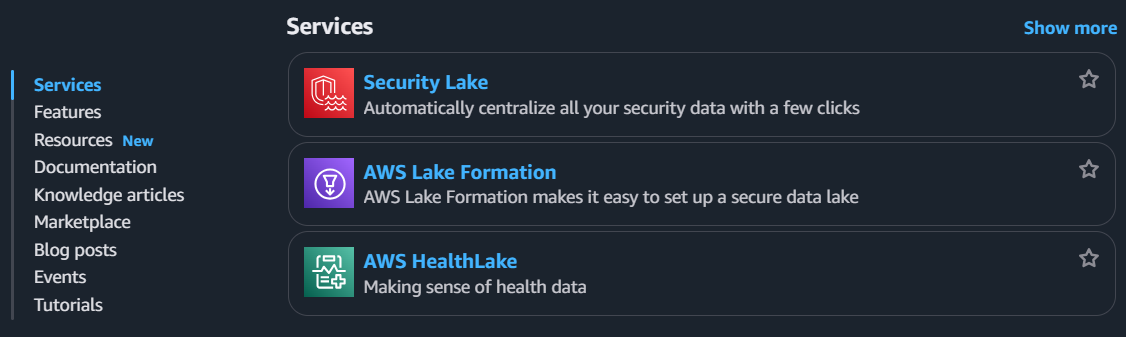 Services
Features
Resources New
Documentation
Knowledge articles
Marketplace
Blog posts
Events
Tutorials
Services
Show more
Security Lake
Automatically centralize all your security data with a few clicks
AWS Lake Formation
AWS Lake Formation makes it easy to set up a secure data lake
AWS HealthLake
Making sense of health data